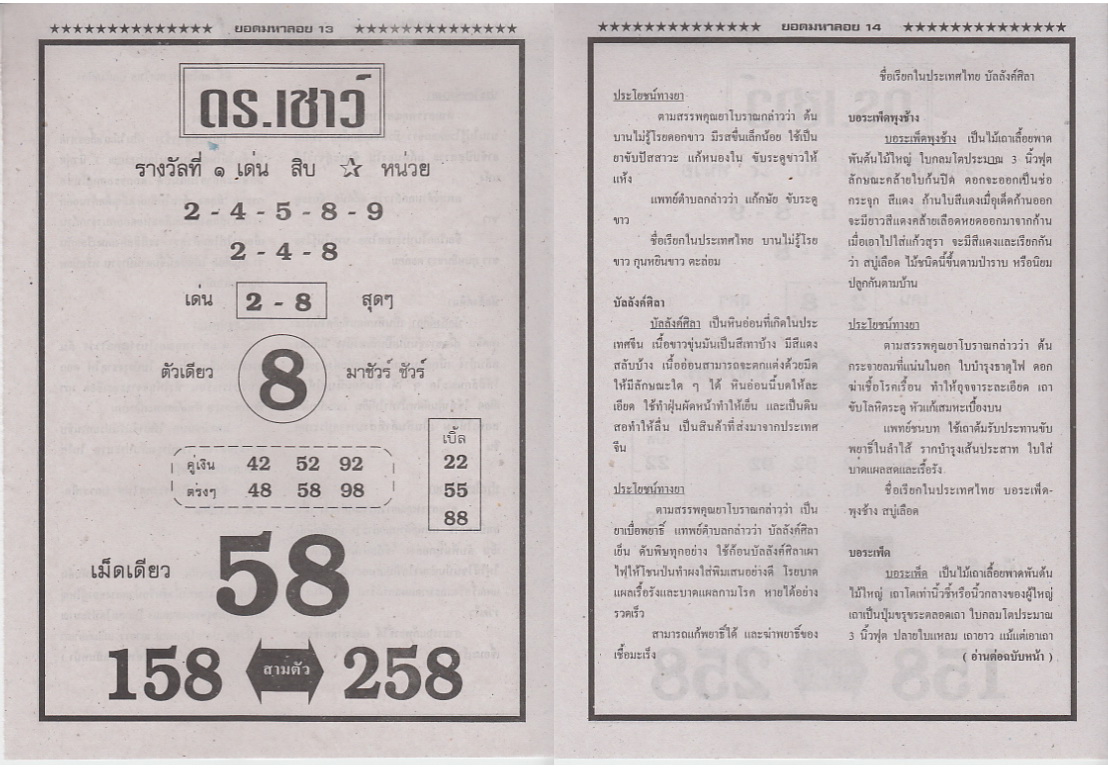 ยอดมหาลอย 13
ดร.เชาว์
รางวัลที่ ๑ เด่น สิบ ☆ หน่วย
2 - 4 - 5 - 8 - 9
2 - 4 - 8
เด่น 2 - 8 สุดๆ
ตัวเดียว 8 มาชัวร์ ชัวร์
คู่เงิน 42 52 92
ตรงๆ 48 58 98
เบิ้ล
22
55
88
เม็ดเดียว 58
158 สามตัว 258
ยอดมหาลอย 14
ประโยชน์ทางยา
ตามสรรพคุณยาโบราณกล่าวว่า ต้น
บานไม่รู้โรยดอกขาว มีรสขื่นเล็กน้อย ใช้เป็น
ยาขับปัสสาวะ แก้หนองใน ขับระดูขาวให้
แห้ง
แพทย์ตำบลกล่าวว่า แก้กษัย ขับระดู
ขาว
ชื่อเรียกในประเทศไทย บานไม่รู้โรย
ขาว กุนหยินขาว ตะล่อม
บัลลังค์ศิลา
บัลลังค์ศิลา เป็นหินอ่อนที่เกิดในประ
เทศจีน เนื้อขาวขุ่นมันเป็นสีเทาบ้าง มีสีแดง
สลับบ้าง เนื้ออ่อนสามารถจะตกแต่งด้วยมีด
ให้มีลักษณะใด ๆ ได้ หินอ่อนนี้บดให้ละ
เอียด ใช้ทำฝุ่นผัดหน้าทำให้เย็น และเป็นดิน
สอทำให้ลื่น เป็นสินค้าที่ส่งมาจากประเทศ
จีน
ประโยชน์ทางยา
ตามสรรพคุณยาโบราณกล่าวว่า เป็น
ยาเบื่อพยาธิ์ แพทย์ตำบลกล่าวว่า บัลลังค์ศิลา
เย็น ดับพิษทุกอย่าง ใช้ก้อนบัลลังค์ศิลาเผา
ไฟให้โชนป่นทำผงใส่พิมเสนอย่างดี โรยบาด
แผลเรื้อรังและบาดแผลกามโรค หายได้อย่าง
รวดเร็ว
สามารถแก้พยาธิ์ได้ และฆ่าพยาธิ์ของ
เชื้อมะเร็ง
ชื่อเรียกในประเทศไทย บัลลังค์ศิลา
บอระเพ็ดพุงช้าง
บอระเพ็ดพุงช้าง เป็นไม้เถาเลื้อยพาด
พันต้นไม้ใหญ่ ใบกลมโตประมาณ 3 นิ้วฟุต
ลักษณะคล้ายใบก้นปิด ดอกจะออกเป็นช่อ
กระจุก สีแดง ก้านใบสีแดงเมื่อเด็ดก้านออก
จะมียาวสีแดงคล้ายเลือดหยดออกมาจากก้าน
เมื่อเอาไปใส่แก้วสุรา จะมีสีแดงและเรียกกัน
ว่า สบู่เลือด ไม้ชนิดนี้ขึ้นตามป่าราบ หรือนิยม
ปลูกกันตามบ้าน
ประโยชน์ทางยา
ตามสรรพคุณยาโบราณกล่าวว่า ต้น
กระจายลมที่แน่นในอก ใบบำรุงธาตุไฟ ดอก
ฆ่าเชื้อโรคเรื้อน ทำให้อุจจาระละเอียด เถา
ขับโลหิตระดู หัวแก้เสมหะเบื้องบน
แพทย์ชนบท ใช้เถาต้มรับประทานขับ
พยาธิ์ในลำไส้ รากบำรุงเส้นประสาท ใบใส่
บาดแผลสดและเรื้อรัง
ชื่อเรียกในประเทศไทย บอระเพ็ด-
พุงช้าง สบู่เลือด
บอระเพ็ด
บอระเพ็ด เป็นไม้เถาเลื้อยพาดพันต้น
ไม้ใหญ่ เถาโตเท่านิ้วชี้หรือนิ้วกลางของผู้ใหญ่
เถาเป็นปุ่มขรุขระตลอดเถา ใบกลมโตประมาณ
3 นิ้วฟุต ปลายใบแหลม เถายาว แม้แต่เอาเถา
( อ่านต่อฉบับหน้า )